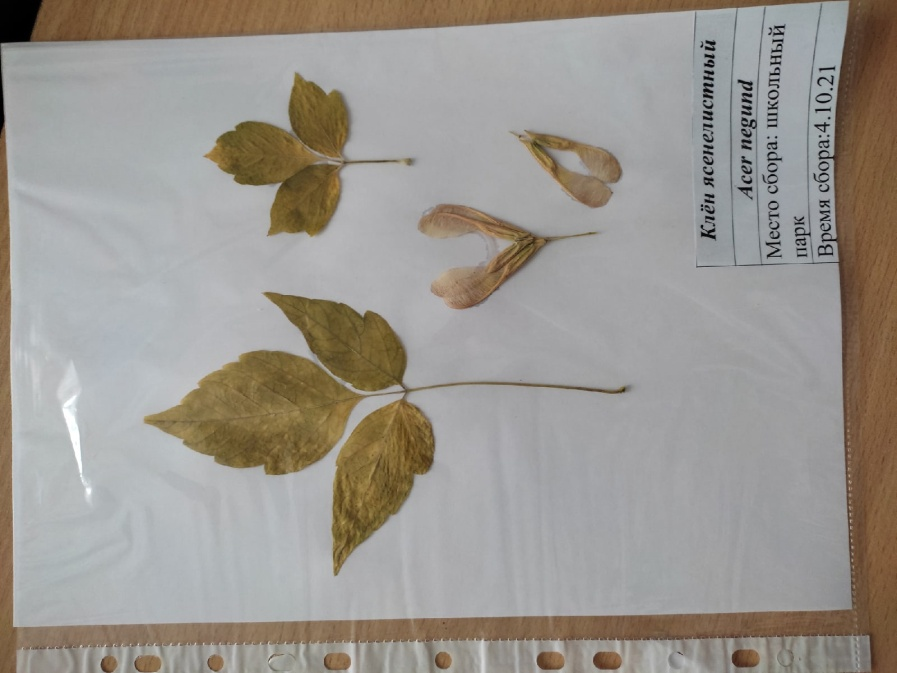 Клён ясенелистный
Acer negund
Место сбора: школьный
парк
Время сбора:4.10.21